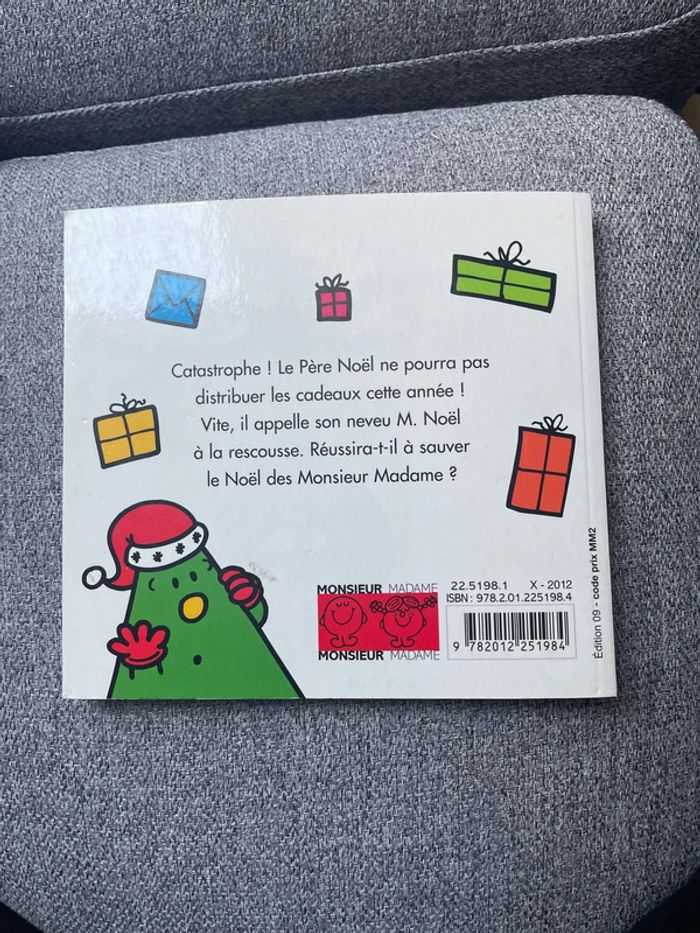 Catastrophe ! Le Père Noël ne pourra pas
distribuer les cadeaux cette année !
Vite, il appelle son neveu M. Noël
à la rescousse. Réussira-t-il à sauver
le Noël des Monsieur Madame ?
MONSIEUR MADAME
MONSIEUR MADAME
22.5198.1 X - 2012
ISBN : 978.2.01.225198.4
9 782012 251984
Édition 09 - code prix MM2